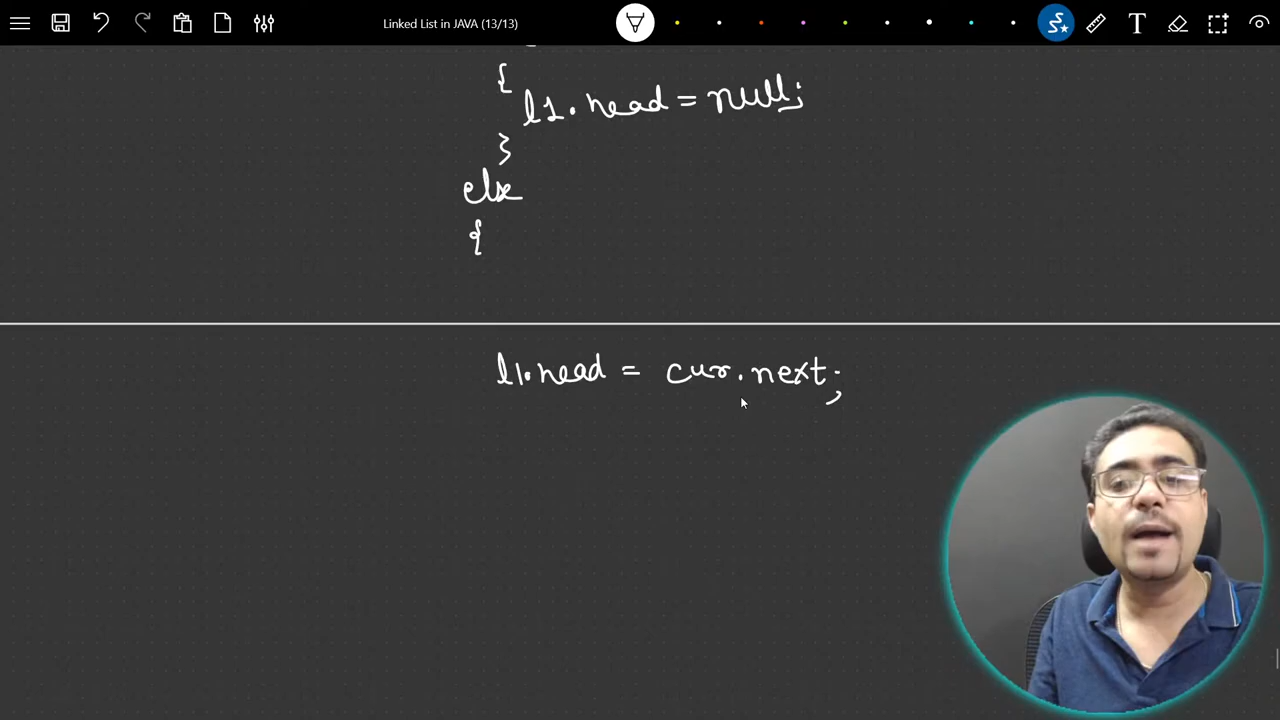 Linked List in JAVA (13/13)
{
l1.head = null;
}
else
{
l1.head = cur.next;